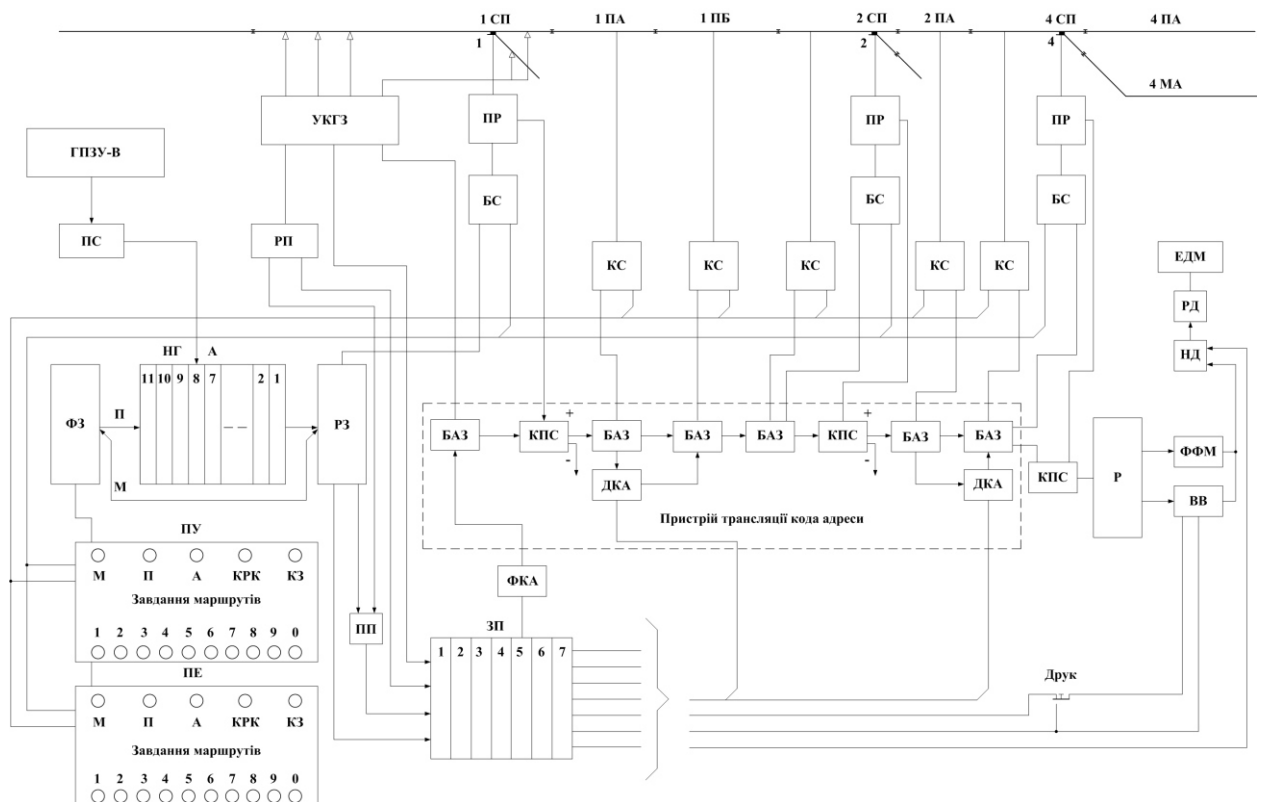 1 СП 1 ПА 1 ПБ 2 СП 2 ПА 4 СП 4 ПА
1 2 4
4 МА
УКГЗ ПР ПР ПР
ГПЗУ-В
БС БС БС
ПС РП
КС КС КС КС КС ЕДМ
РД
НГ А НД
11 10 9 8 7 2 1
ФЗ П РЗ
+ +
БАЗ КПС БАЗ БАЗ БАЗ КПС БАЗ БАЗ
- -
ФФМ
КПС Р
М ДКА ДКА
ВВ
Пристрій трансляції кода адреси
ПУ
М П А КРК КЗ
ФКА
Завдання маршрутів
ПП ЗП
1 2 3 4 5 6 7 8 9 0
1 2 3 4 5 6 7
ПЕ
Друк
М П А КРК КЗ
Завдання маршрутів
1 2 3 4 5 6 7 8 9 0